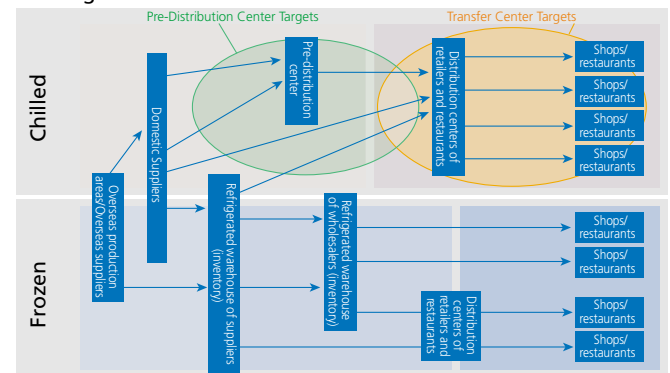 Pre-Distribution Center Targets
Transfer Center Targets
Chilled
Overseas production
areas/Overseas suppliers
Domestic Suppliers
Pre-distribution
center
Distribution centers of
retailers and restaurants
Shops/
restaurants
Shops/
restaurants
Shops/
restaurants
Shops/
restaurants
Frozen
Refrigerated warehouse of suppliers
(inventory)
Refrigerated warehouse
of wholesalers (inventory)
Distribution
centers of
retailers and
restaurants
Shops/
restaurants
Shops/
restaurants
Shops/
restaurants
Shops/
restaurants